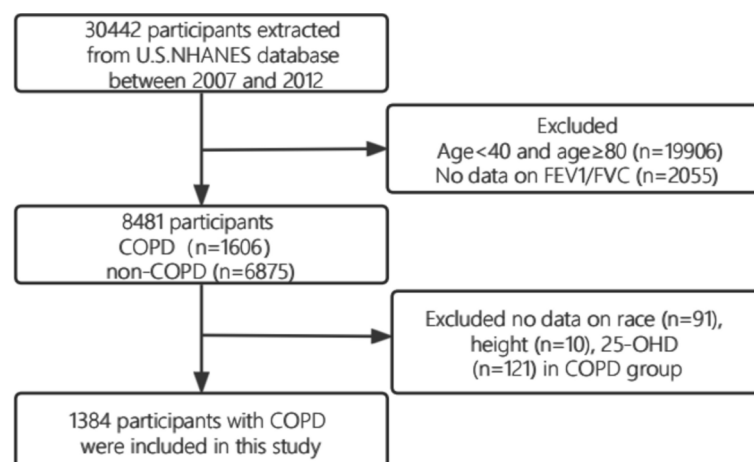 30442 participants extracted
from U.S.NHANES database
between 2007 and 2012
Excluded
Age<40 and age≥80 (n=19906)
No data on FEV1/FVC (n=2055)
8481 participants
COPD (n=1606)
non-COPD (n=6875)
Excluded no data on race (n=91),
height (n=10), 25-OHD
(n=121) in COPD group
1384 participants with COPD
were included in this study